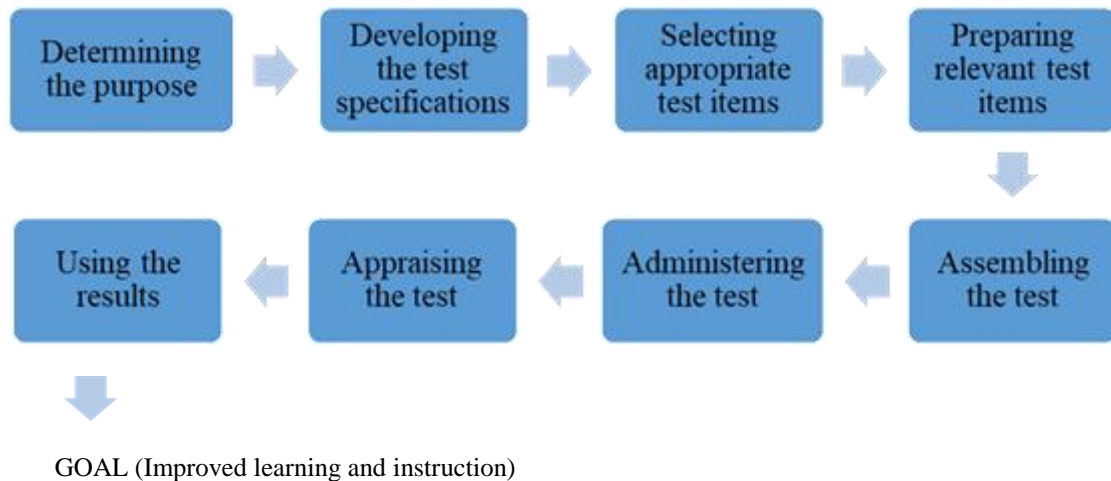 Determining
the purpose
Developing
the test
specifications
Selecting
appropriate
test items
Preparing
relevant test
items
Assembling
the test
Administering
the test
Appraising
the test
Using the
results
GOAL (Improved learning and instruction)